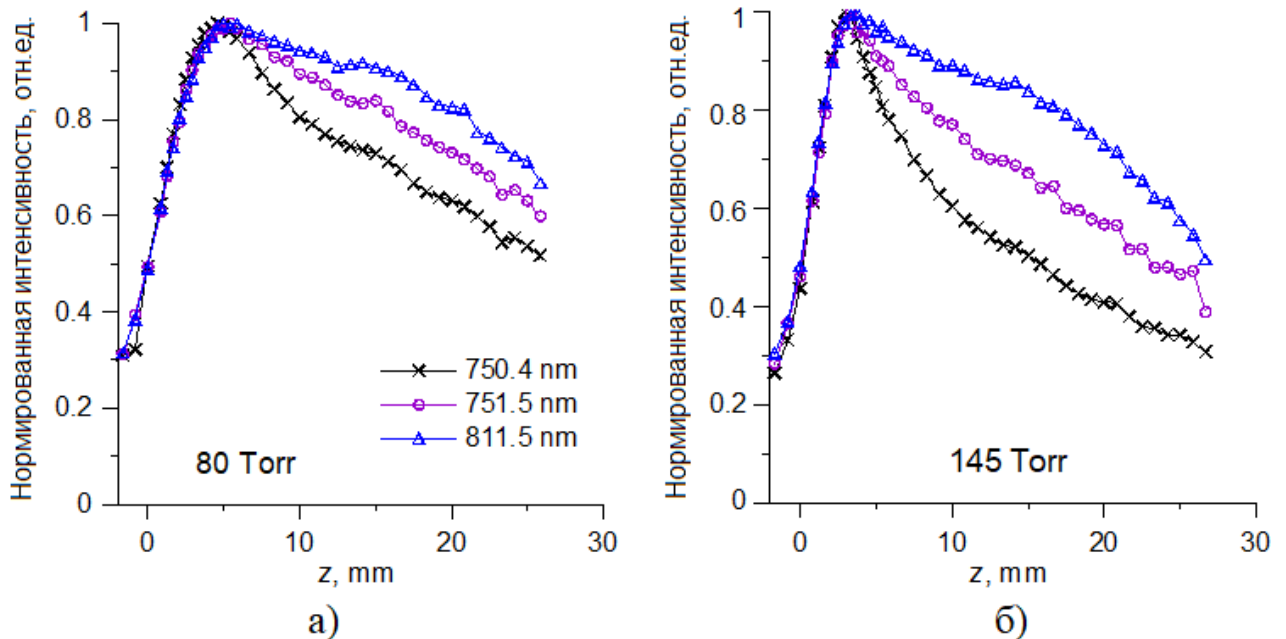 Нормированная интенсивность, отн.ед.
1
0.8
0.6
0.4
0.2
0
750.4 nm
751.5 nm
811.5 nm
80 Torr
0 10 20 30
z, mm
а)
Нормированная интенсивность, отн.ед.
1
0.8
0.6
0.4
0.2
0
145 Torr
0 10 20 30
z, mm
б)